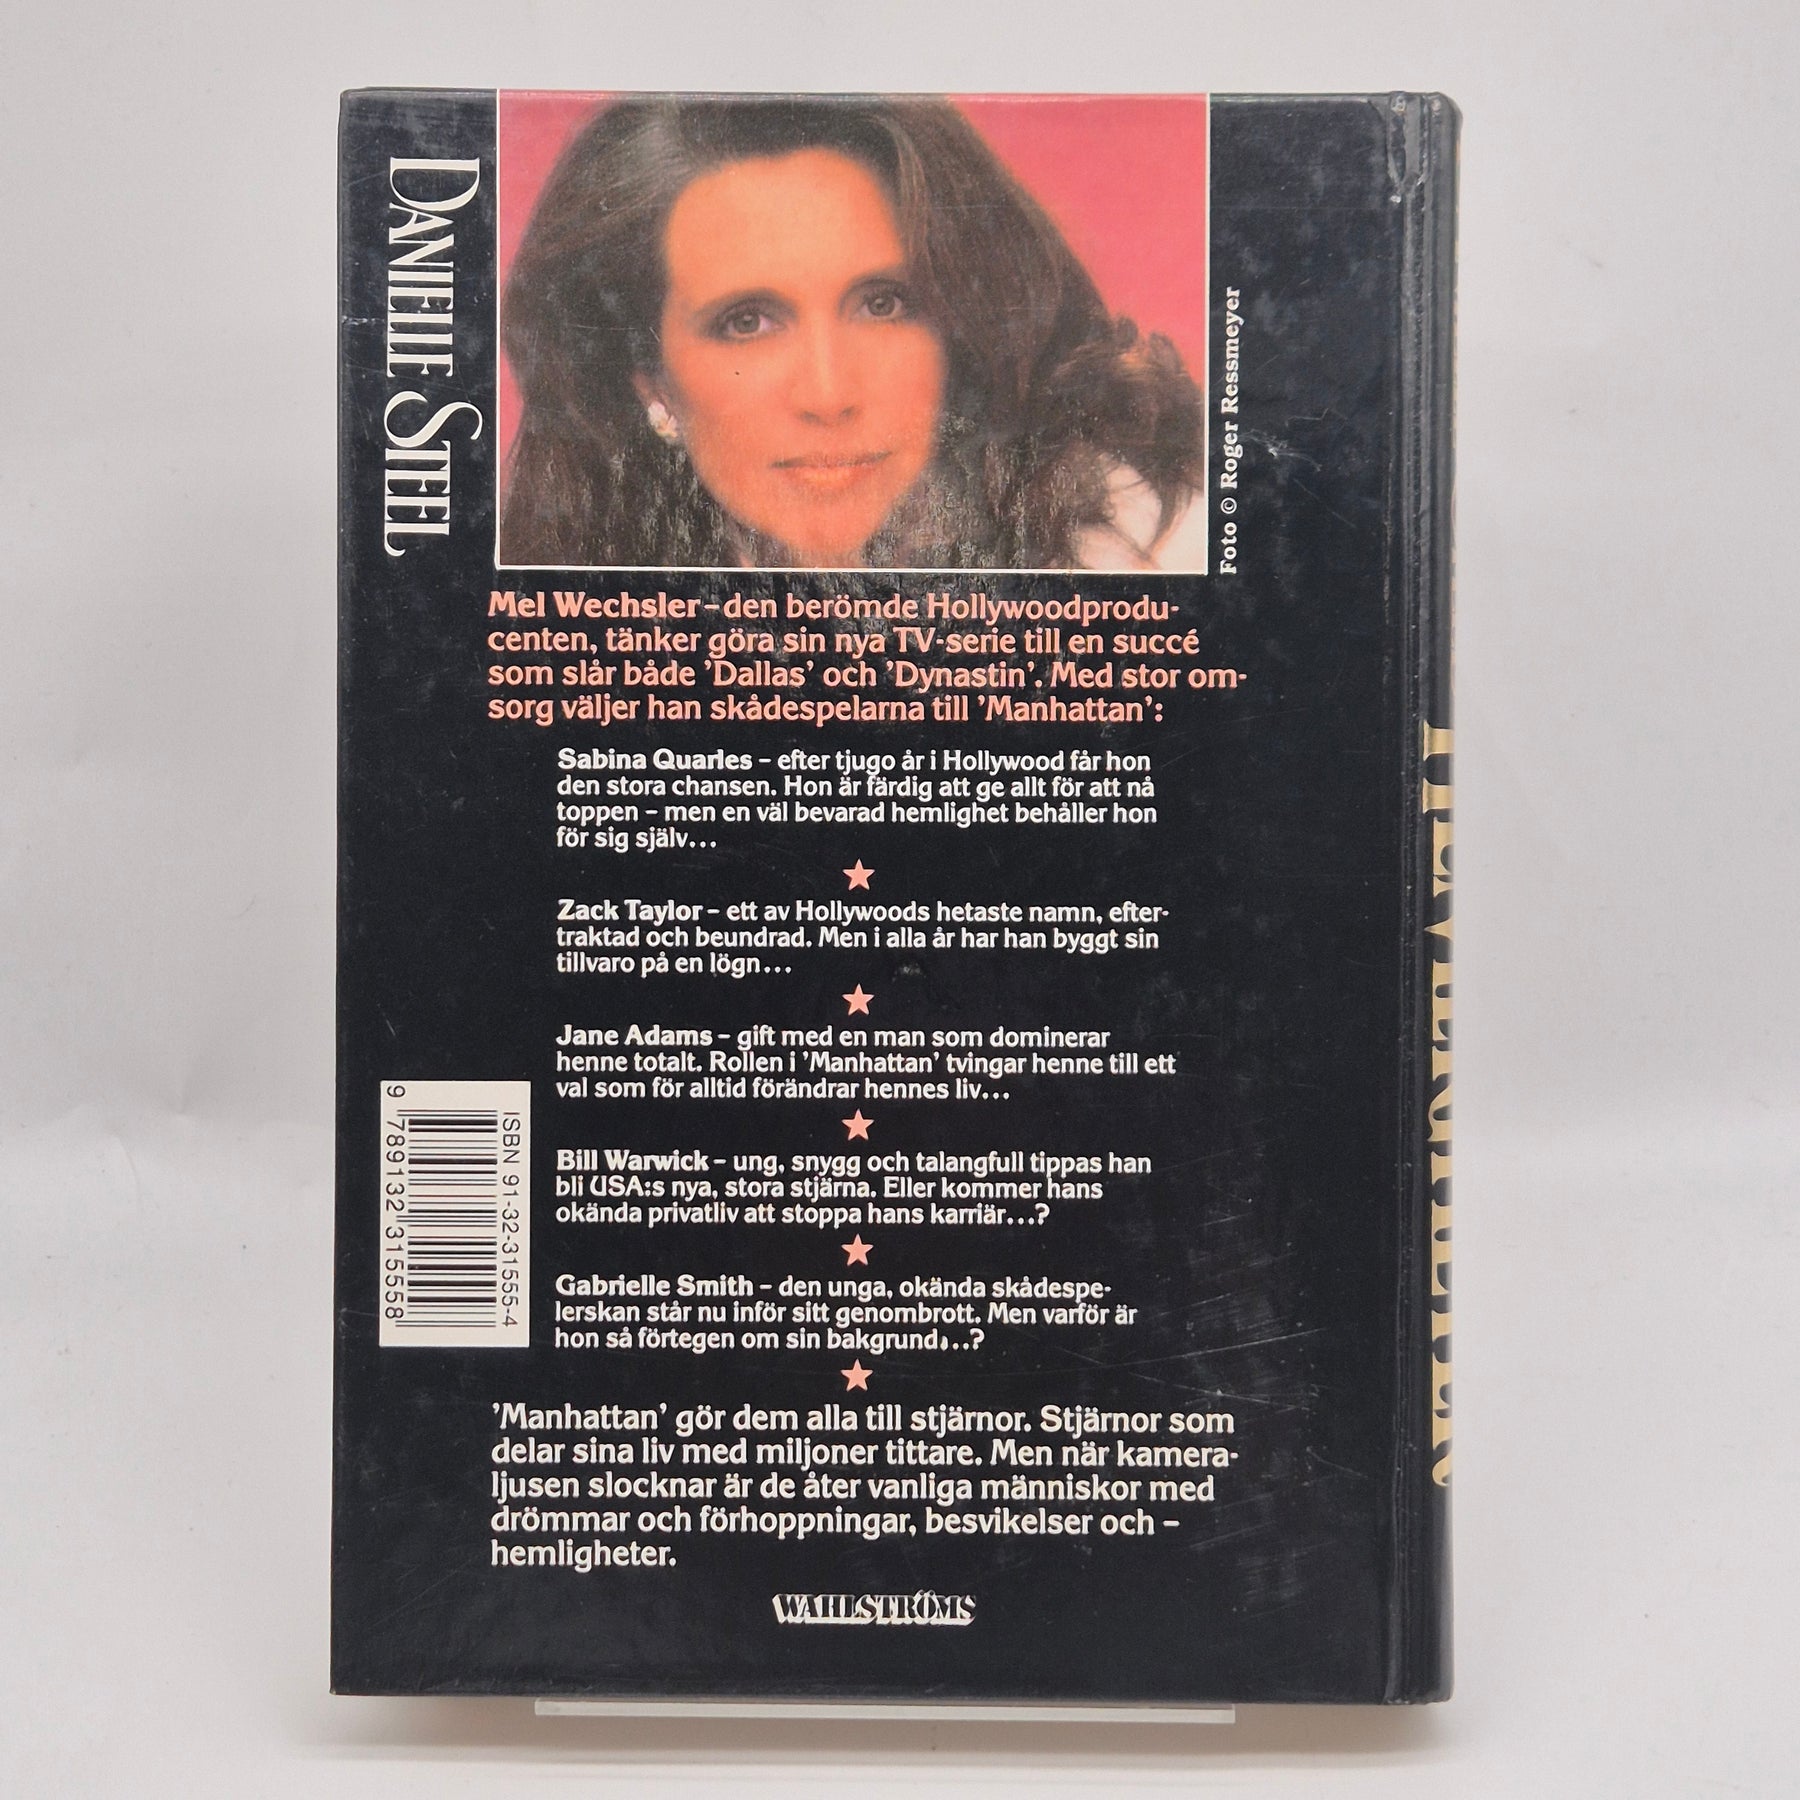 DANIELLE STEEL
Foto © Roger Ressmeyer
Mel Wechsler – den berömde Hollywoodprodu-
centen, tänker göra sin nya TV-serie till en succé
som slår både ’Dallas’ och ’Dynastin’. Med stor om-
sorg väljer han skådespelarna till ’Manhattan’:
Sabina Quarles – efter tjugo år i Hollywood får hon
den stora chansen. Hon är färdig att ge allt för att nå
toppen – men en väl bevarad hemlighet behåller hon
för sig själv...
Zack Taylor – ett av Hollywoods hetaste namn, efter-
traktad och beundrad. Men i alla år har han byggt sin
tillvaro på en lögn...
Jane Adams – gift med en man som dominerar
henne totalt. Rollen i ’Manhattan’ tvingar henne till ett
val som för alltid förändrar hennes liv...
Bill Warwick – ung, snygg och talangfull tippas han
bli USA:s nya, stora stjärna. Eller kommer hans
okända privatliv att stoppa hans karriär...?
Gabrielle Smith – den unga, okända skådespe-
lerskan står nu inför sitt genombrott. Men varför är
hon så förtegen om sin bakgrund...?
’Manhattan’ gör dem alla till stjärnor. Stjärnor som
delar sina liv med miljoner tittare. Men när kamera-
ljusen slocknar är de åter vanliga människor med
drömmar och förhoppningar, besvikelser och –
hemligheter.
ISBN 91-32-31555-4
9 789132 315558
WAHLSTRÖMS